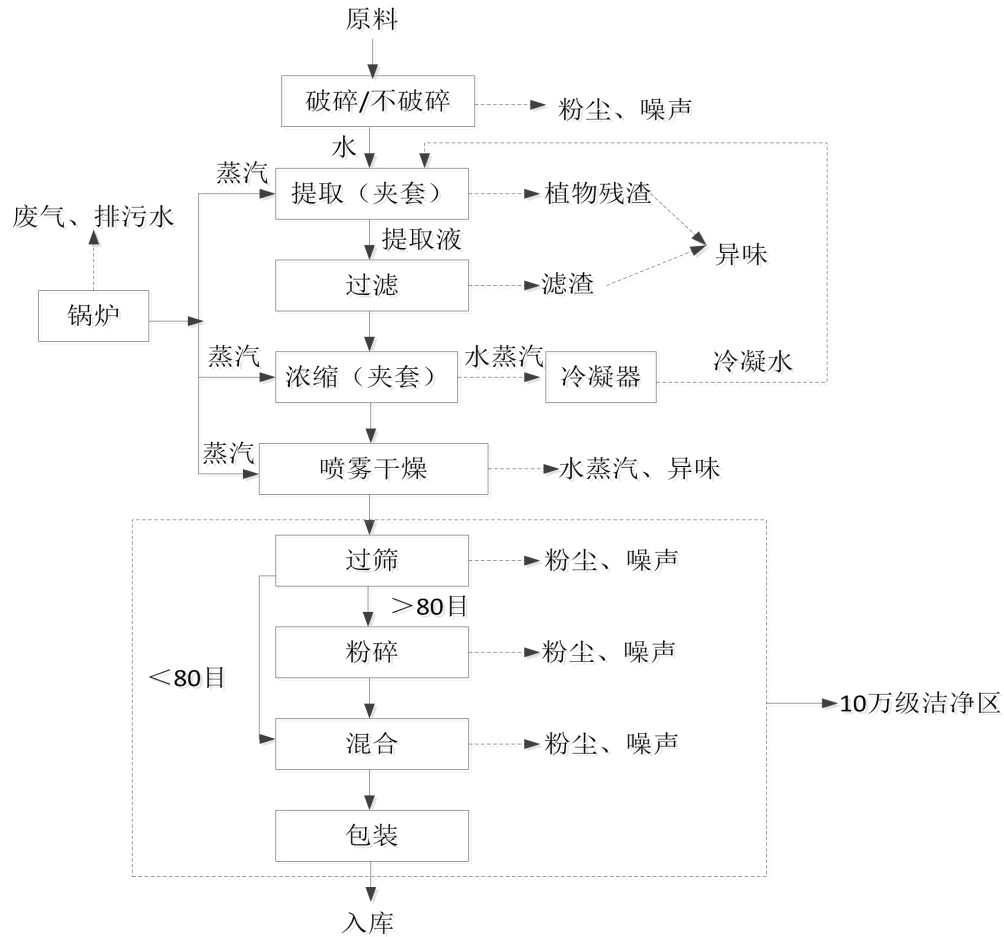 原料
破碎/不破碎
粉尘、噪声
水
蒸汽
提取（夹套）
植物残渣
废气、排污水
提取液
异味
过滤
滤渣
锅炉
蒸汽
水蒸汽
冷凝水
浓缩（夹套）
冷凝器
蒸汽
喷雾干燥
水蒸汽、异味
过筛
粉尘、噪声
＞80目
粉碎
粉尘、噪声
＜80目
10万级洁净区
混合
粉尘、噪声
包装
入库